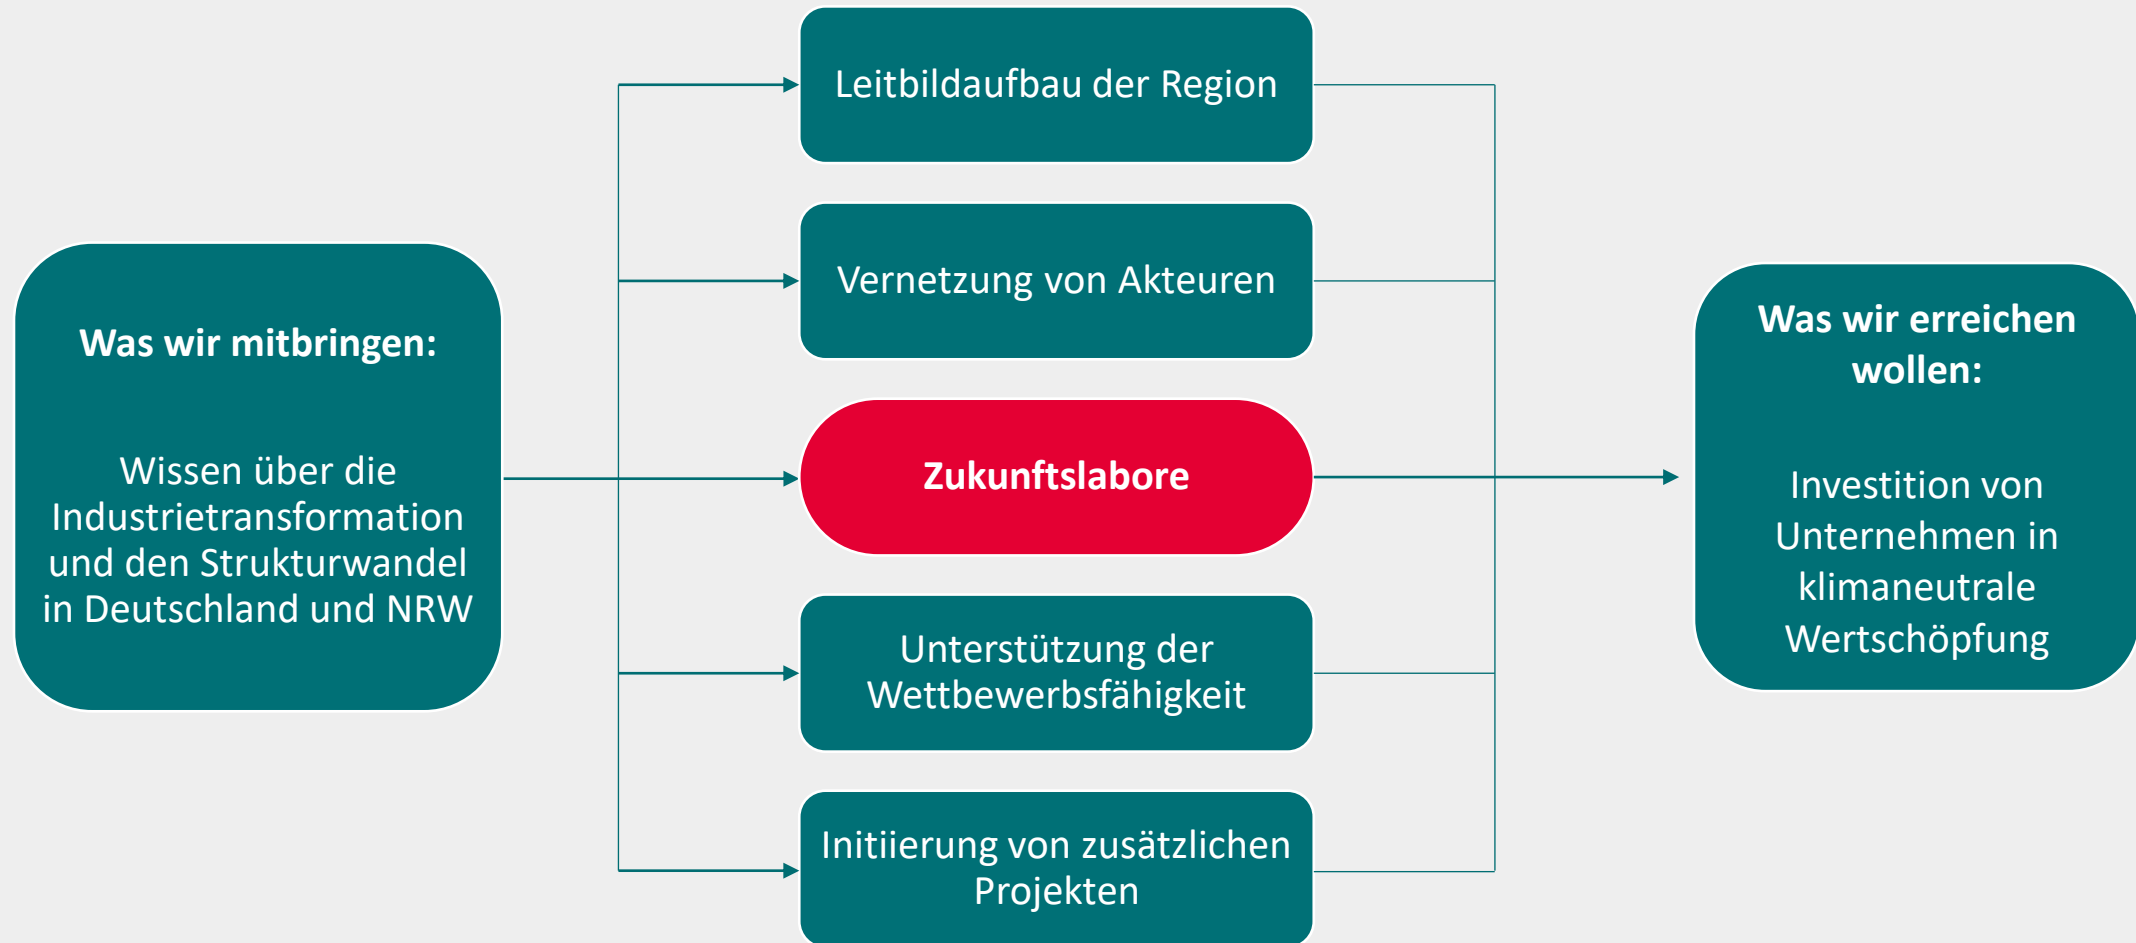 Was wir mitbringen:
Wissen über die
Industrietransformation
und den Strukturwandel
in Deutschland und NRW
Leitbildaufbau der Region
Vernetzung von Akteuren
Zukunftslabore
Unterstützung der
Wettbewerbsfähigkeit
Initiierung von zusätzlichen
Projekten
Was wir erreichen
wollen:
Investition von
Unternehmen in
klimaneutrale
Wertschöpfung